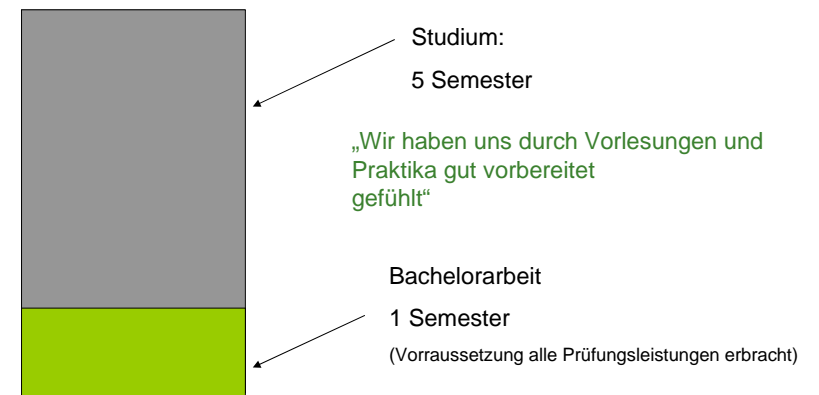 Studium:
5 Semester
„Wir haben uns durch Vorlesungen und
Praktika gut vorbereitet
gefühlt“
Bachelorarbeit
1 Semester
(Vorraussetzung alle Prüfungsleistungen erbracht)